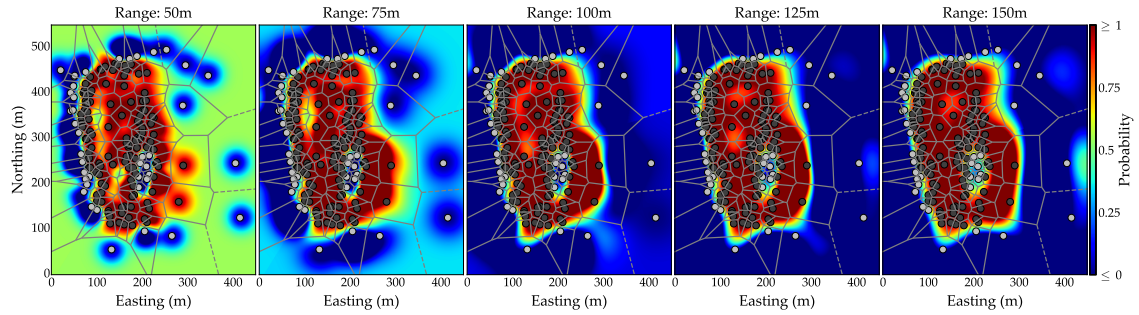 Range: 50m
Range: 75m
Range: 100m
Range: 125m
Range: 150m
Northing (m)
500
400
300
200
100
0
0 100 200 300 400
0 100 200 300 400
0 100 200 300 400
0 100 200 300 400
0 100 200 300 400
Easting (m)
Easting (m)
Easting (m)
Easting (m)
Easting (m)
≥ 1
0.75
0.5
0.25
≤ 0
Probability